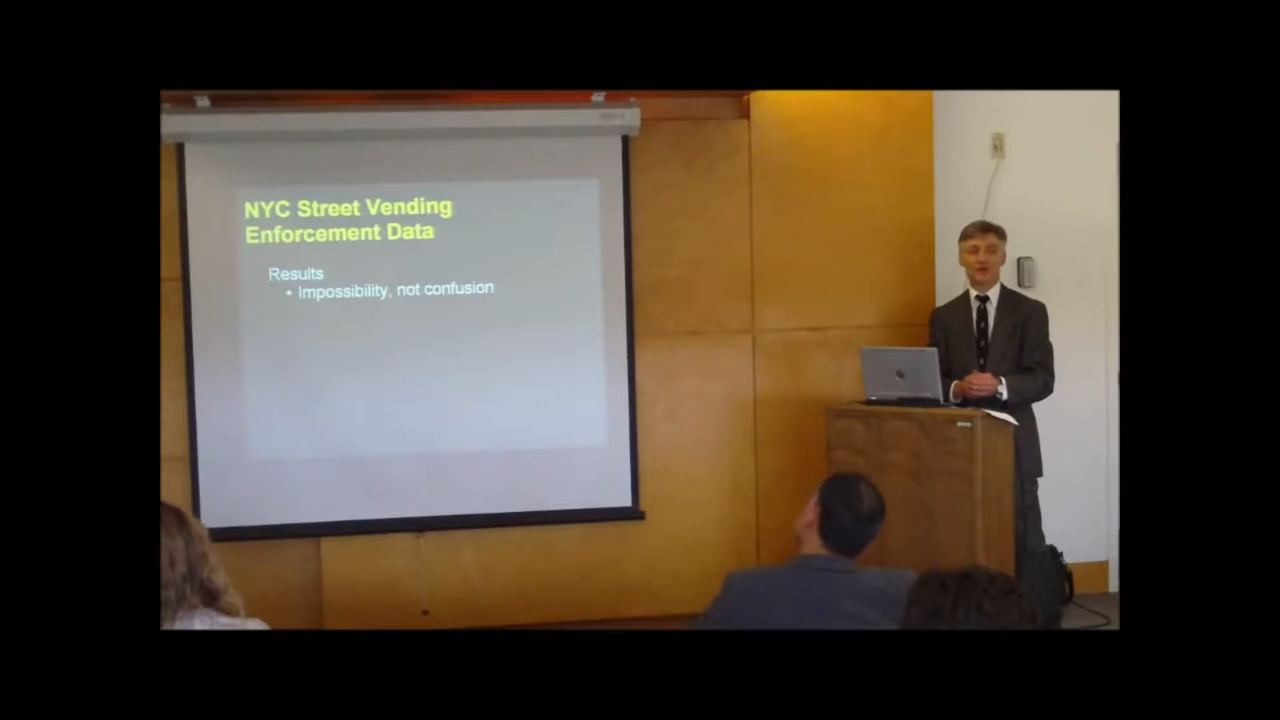 NYC Street Vending
Enforcement Data
Results
• Impossibility, not confusion